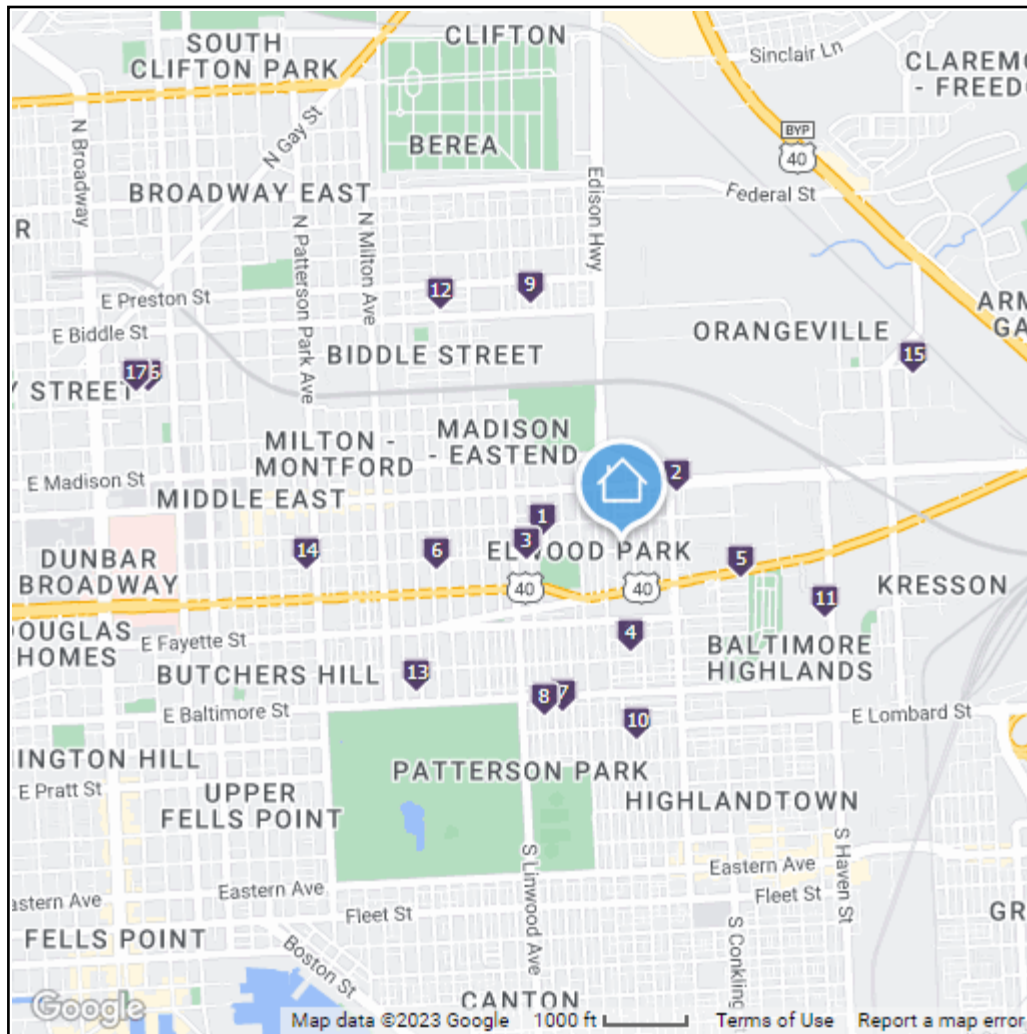 SOUTH
CLIFTON PARK
CLIFTON
Sinclair Ln
CLAREMO
- FREEDO
N Broadway
N Gay St
BEREA
BYP
40
Edison Hwy
Federal St
BROADWAY EAST
N Patterson Park Ave
N Milton Ave
R
E Preston St
12
9
ARM
GA
E Biddle St
BIDDLE STREET
ORANGEVILLE
15
17
Y STREET
MADISON
- EASTEND
MILTON -
MONTFORD
E Madison St
MIDDLE EAST
2
1
3
14
6
ELWOOD PARK
5
DUNBAR
BROADWAY
40
40
KRESSON
11
DOUGLAS
HOMES
E Fayette St
4
BALTIMORE
HIGHLANDS
BUTCHERS HILL
13
8
7
E Baltimore St
10
E Lombard St
INGTON HILL
E Pratt St
UPPER
FELLS POINT
PATTERSON PARK
HIGHLANDTOWN
S Linwood Ave
S Haven St
Eastern Ave
Eastern Ave
astern Ave
Fleet St
Fleet St
FELLS POINT
Boston St
S Conkling
GR
CANTON
Google
Map data ©2023 Google
1000 ft
Terms of Use
Report a map error